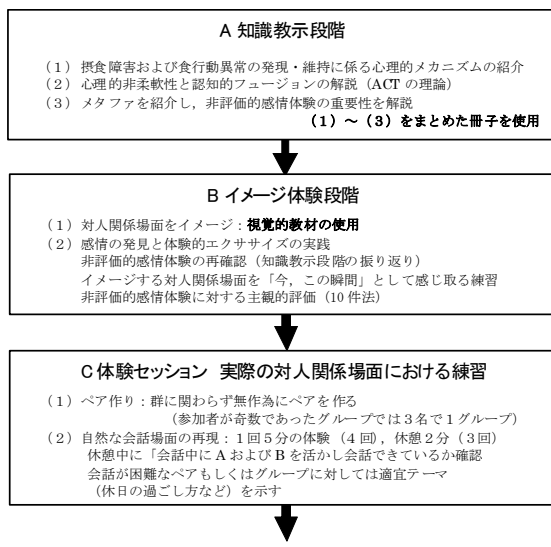 A 知識教示段階
（１）摂食障害および食行動異常の発現・維持に係る心理的メカニズムの紹介
（２）心理的非柔軟性と認知的フュージョンの解説（ACT の理論）
（３）メタファを紹介し，非評価的感情体験の重要性を解説
（１）～（３）をまとめた冊子を使用
B イメージ体験段階
（１）対人関係場面をイメージ：視覚的教材の使用
（２）感情の発見と体験的エクササイズの実践
非評価的感情体験の再確認（知識教示段階の振り返り）
イメージする対人関係場面を「今，この瞬間」として感じ取る練習
非評価的感情体験に対する主観的評価（10 件法）
C 体験セッション 実際の対人関係場面における練習
（１）ペア作り：群に関わらず無作為にペアを作る
（参加者が奇数であったグループでは３名で１グループ）
（２）自然な会話場面の再現：１回５分の体験（４回），休憩２分（３回）
休憩中に「会話中に A および B を活かし会話できているか確認
会話が困難なペアもしくはグループに対しては適宜テーマ
（休日の過ごし方など）を示す